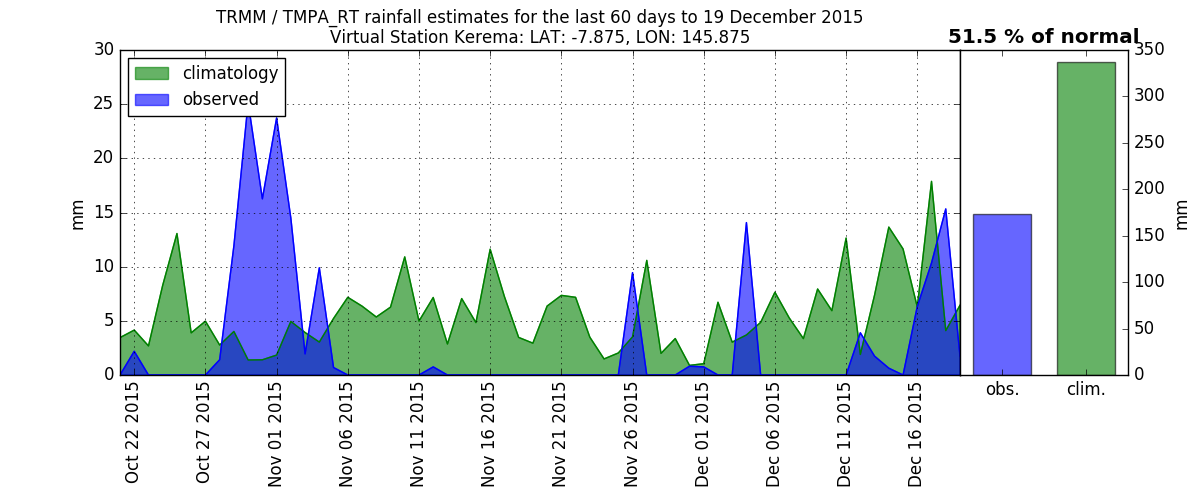 TRMM / TMPA_RT rainfall estimates for the last 60 days to 19 December 2015
Virtual Station Kerema: LAT: -7.875, LON: 145.875
51.5 % of normal
climatology
observed
30
25
20
15
10
5
0
mm
Oct 22 2015
Oct 27 2015
Nov 01 2015
Nov 06 2015
Nov 11 2015
Nov 16 2015
Nov 21 2015
Nov 26 2015
Dec 01 2015
Dec 06 2015
Dec 11 2015
Dec 16 2015
obs.
clim.
350
300
250
200
150
100
50
0
mm